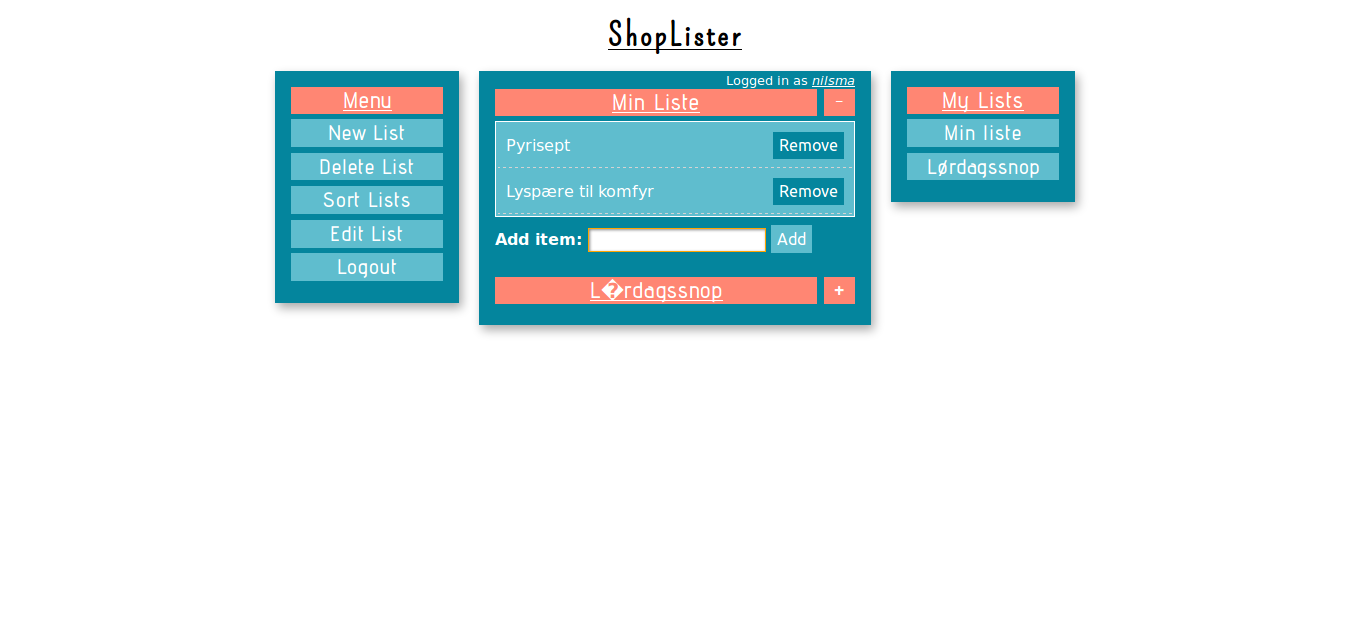 ShopLister
Menu
New List
Delete List
Sort Lists
Edit List
Logout
Logged in as nilsma
Min Liste -
Pyrisept Remove
Lyspære til komfyr Remove
Add item: Add
L�rdagssnop +
My Lists
Min liste
Lørdagssnop